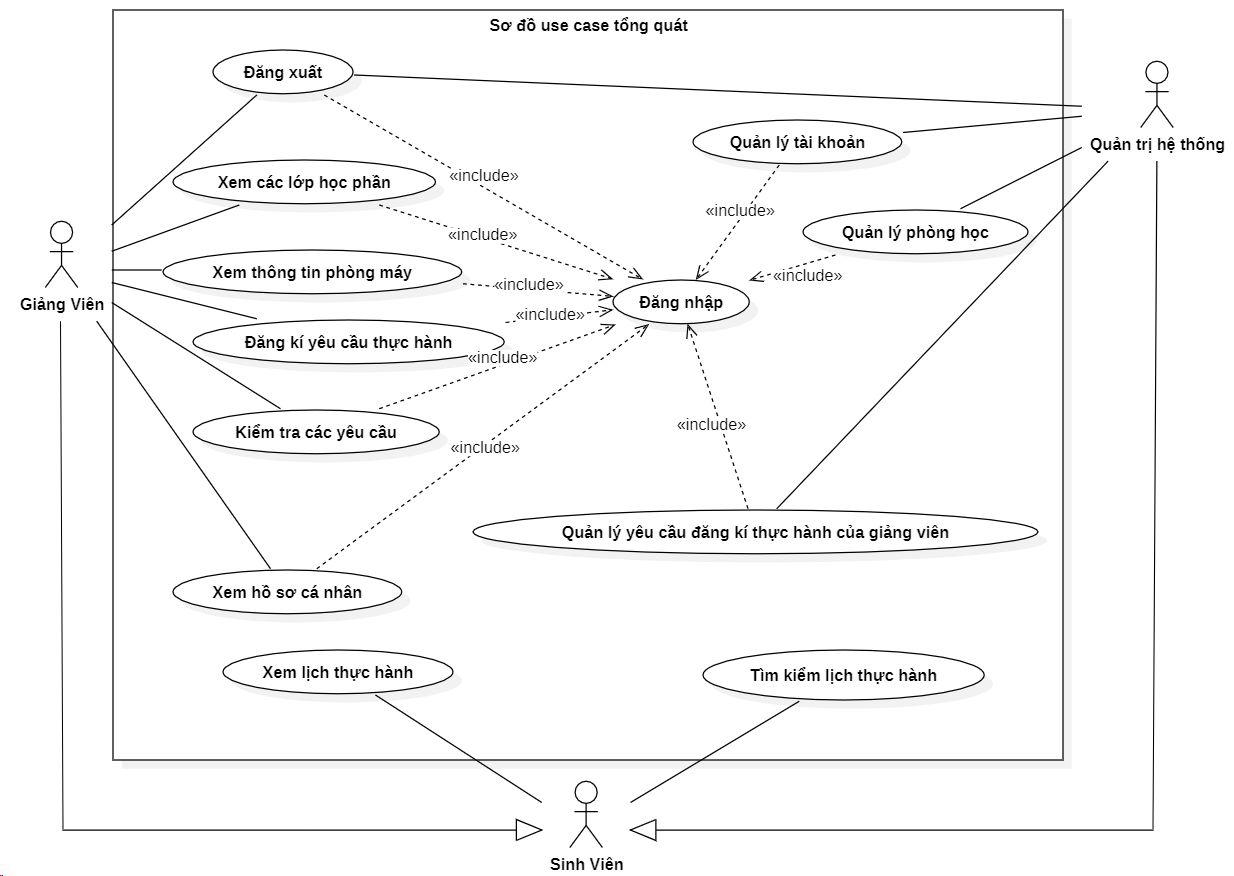 Sơ đồ use case tổng quát
Đăng xuất
Quản lý tài khoản
Quản trị hệ thống
«include»
Xem các lớp học phần
«include»
«include»
Quản lý phòng học
Giảng Viên
Xem thông tin phòng máy
«include»
«include»
Đăng nhập
«include»
Đăng kí yêu cầu thực hành
«include»
Kiểm tra các yêu cầu
«include»
«include»
Quản lý yêu cầu đăng kí thực hành của giảng viên
Xem hồ sơ cá nhân
Xem lịch thực hành
Tìm kiểm lịch thực hành
Sinh Viên